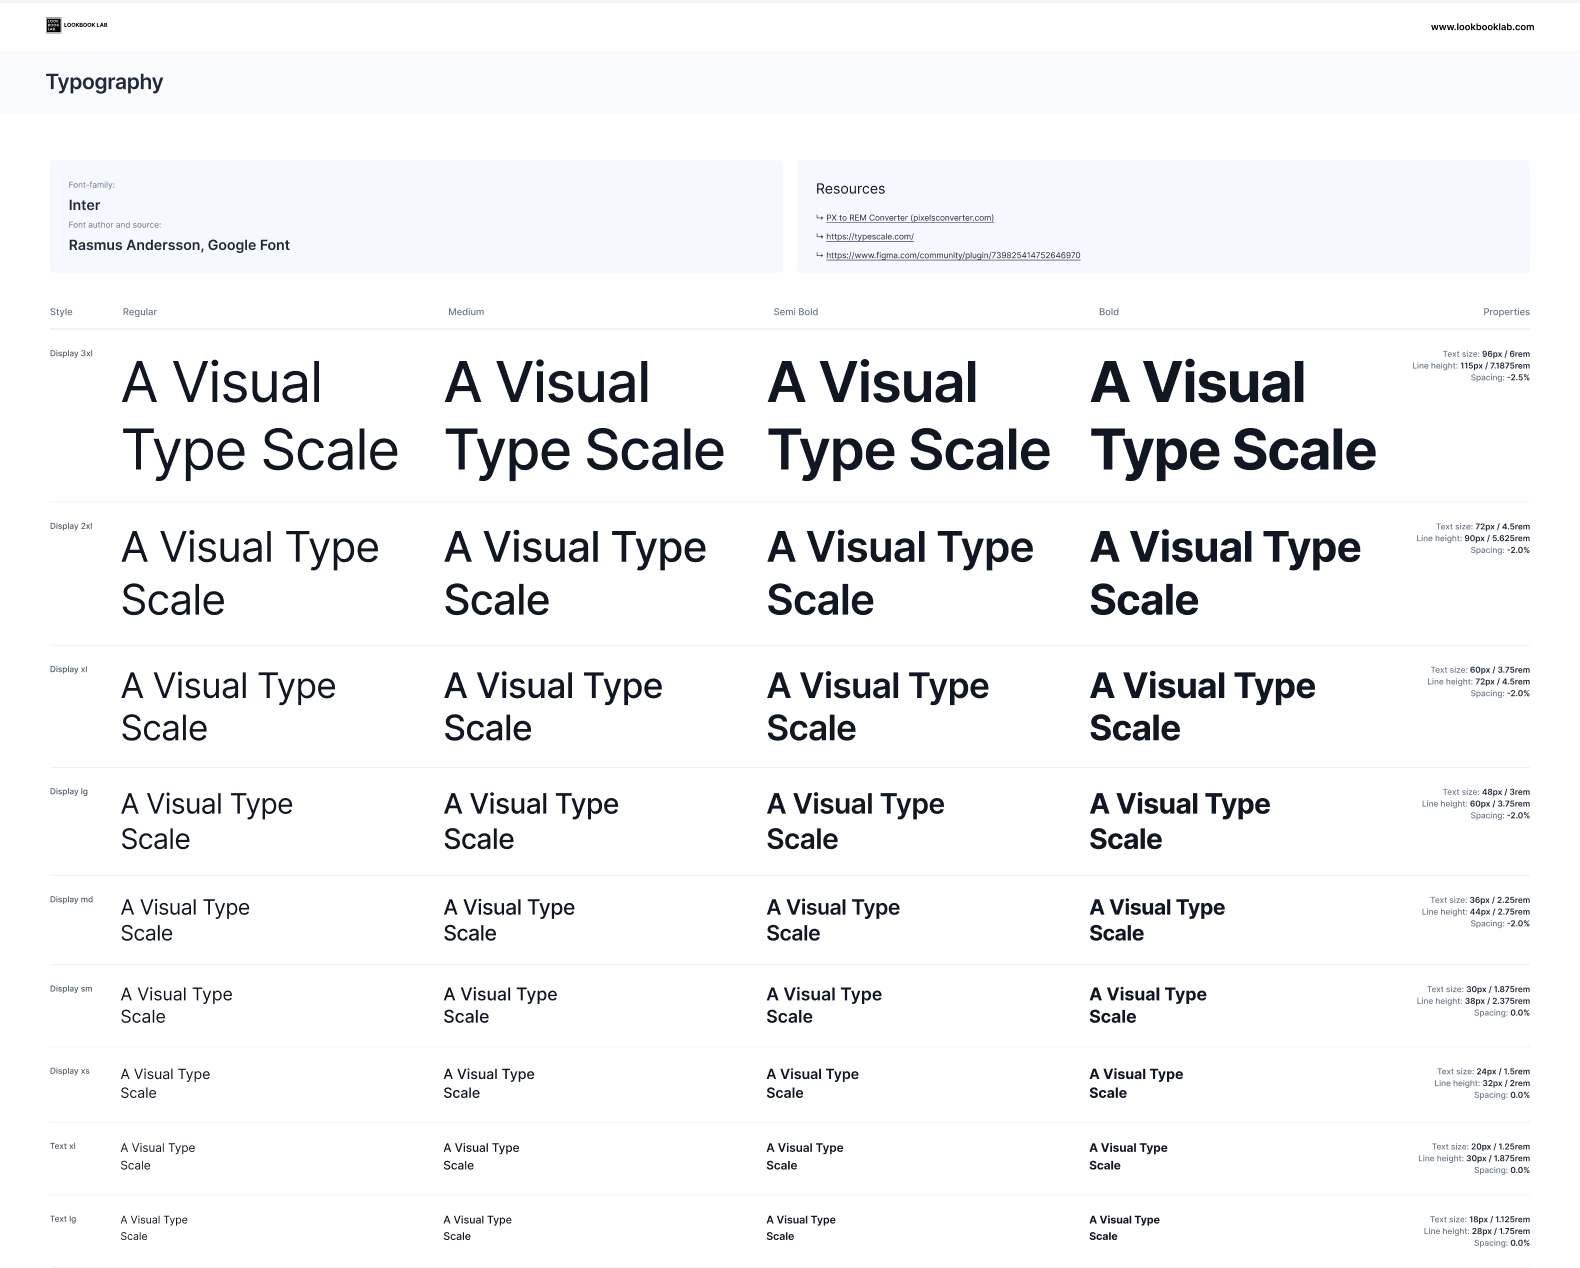 LOOK
BOOK
LAB.
LOOKBOOK LAB
www.lookbooklab.com
Typography
Font-family:
Inter
Font author and source:
Rasmus Andersson, Google Font
Resources
↳ PX to REM Converter (pixelsconverter.com)
↳ https://typescale.com/
↳ https://www.figma.com/community/plugin/739825414752646970
Style Regular Medium Semi Bold Bold Properties
Display 3xl
A Visual A Visual A Visual A Visual
Type Scale Type Scale Type Scale Type Scale
Text size: 96px / 6rem
Line height: 115px / 7.1875rem
Spacing: -2.5%
Display 2xl
A Visual Type A Visual Type A Visual Type A Visual Type
Scale Scale Scale Scale
Text size: 72px / 4.5rem
Line height: 90px / 5.625rem
Spacing: -2.0%
Display xl
A Visual Type A Visual Type A Visual Type A Visual Type
Scale Scale Scale Scale
Text size: 60px / 3.75rem
Line height: 72px / 4.5rem
Spacing: -2.0%
Display lg
A Visual Type A Visual Type A Visual Type A Visual Type
Scale Scale Scale Scale
Text size: 48px / 3rem
Line height: 60px / 3.75rem
Spacing: -2.0%
Display md
A Visual Type A Visual Type A Visual Type A Visual Type
Scale Scale Scale Scale
Text size: 36px / 2.25rem
Line height: 44px / 2.75rem
Spacing: -2.0%
Display sm
A Visual Type A Visual Type A Visual Type A Visual Type
Scale Scale Scale Scale
Text size: 30px / 1.875rem
Line height: 38px / 2.375rem
Spacing: 0.0%
Display xs
A Visual Type A Visual Type A Visual Type A Visual Type
Scale Scale Scale Scale
Text size: 24px / 1.5rem
Line height: 32px / 2rem
Spacing: 0.0%
Text xl
A Visual Type A Visual Type A Visual Type A Visual Type
Scale Scale Scale Scale
Text size: 20px / 1.25rem
Line height: 30px / 1.875rem
Spacing: 0.0%
Text lg
A Visual Type A Visual Type A Visual Type A Visual Type
Scale Scale Scale Scale
Text size: 18px / 1.125rem
Line height: 28px / 1.75rem
Spacing: 0.0%